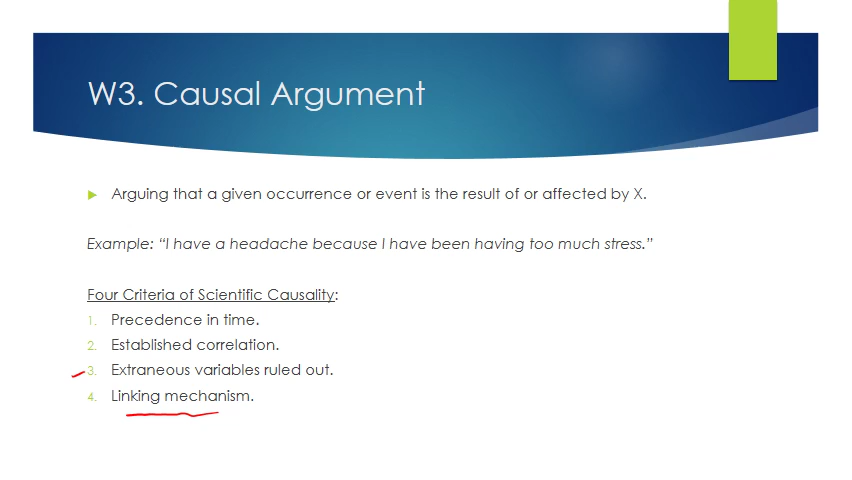 W3. Causal Argument
Arguing that a given occurrence or event is the result of or affected by X.
Example: “I have a headache because I have been having too much stress.”
Four Criteria of Scientific Causality:
1. Precedence in time.
2. Established correlation.
3. Extraneous variables ruled out.
4. Linking mechanism.